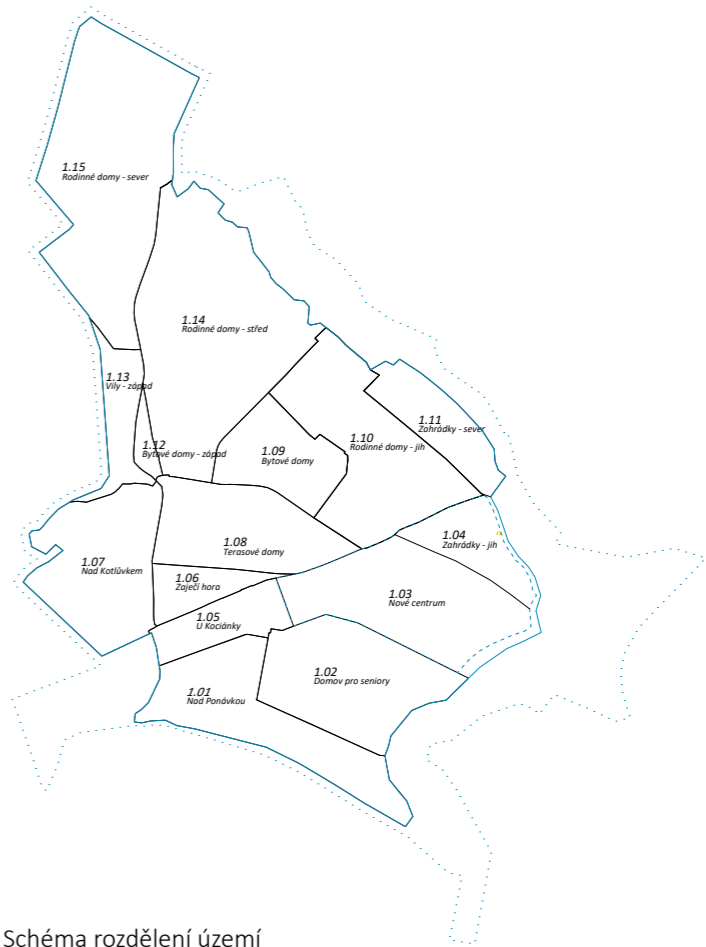 1.15
Rodinné domy - sever
1.14
Rodinné domy - střed
1.13
Vily - západ
1.11
Zahrádky - sever
1.12
Bytové domy - západ
1.10
Rodinné domy - jih
1.09
Bytové domy
1.08
Terasové domy
1.04
Zahrádky - jih
1.07
Nad Kotlůvkem
1.06
Zaječí hora
1.03
Nové centrum
1.05
U Kociánky
1.02
Domov pro seniory
1.01
Nad Ponávkou
Schéma rozdělení území